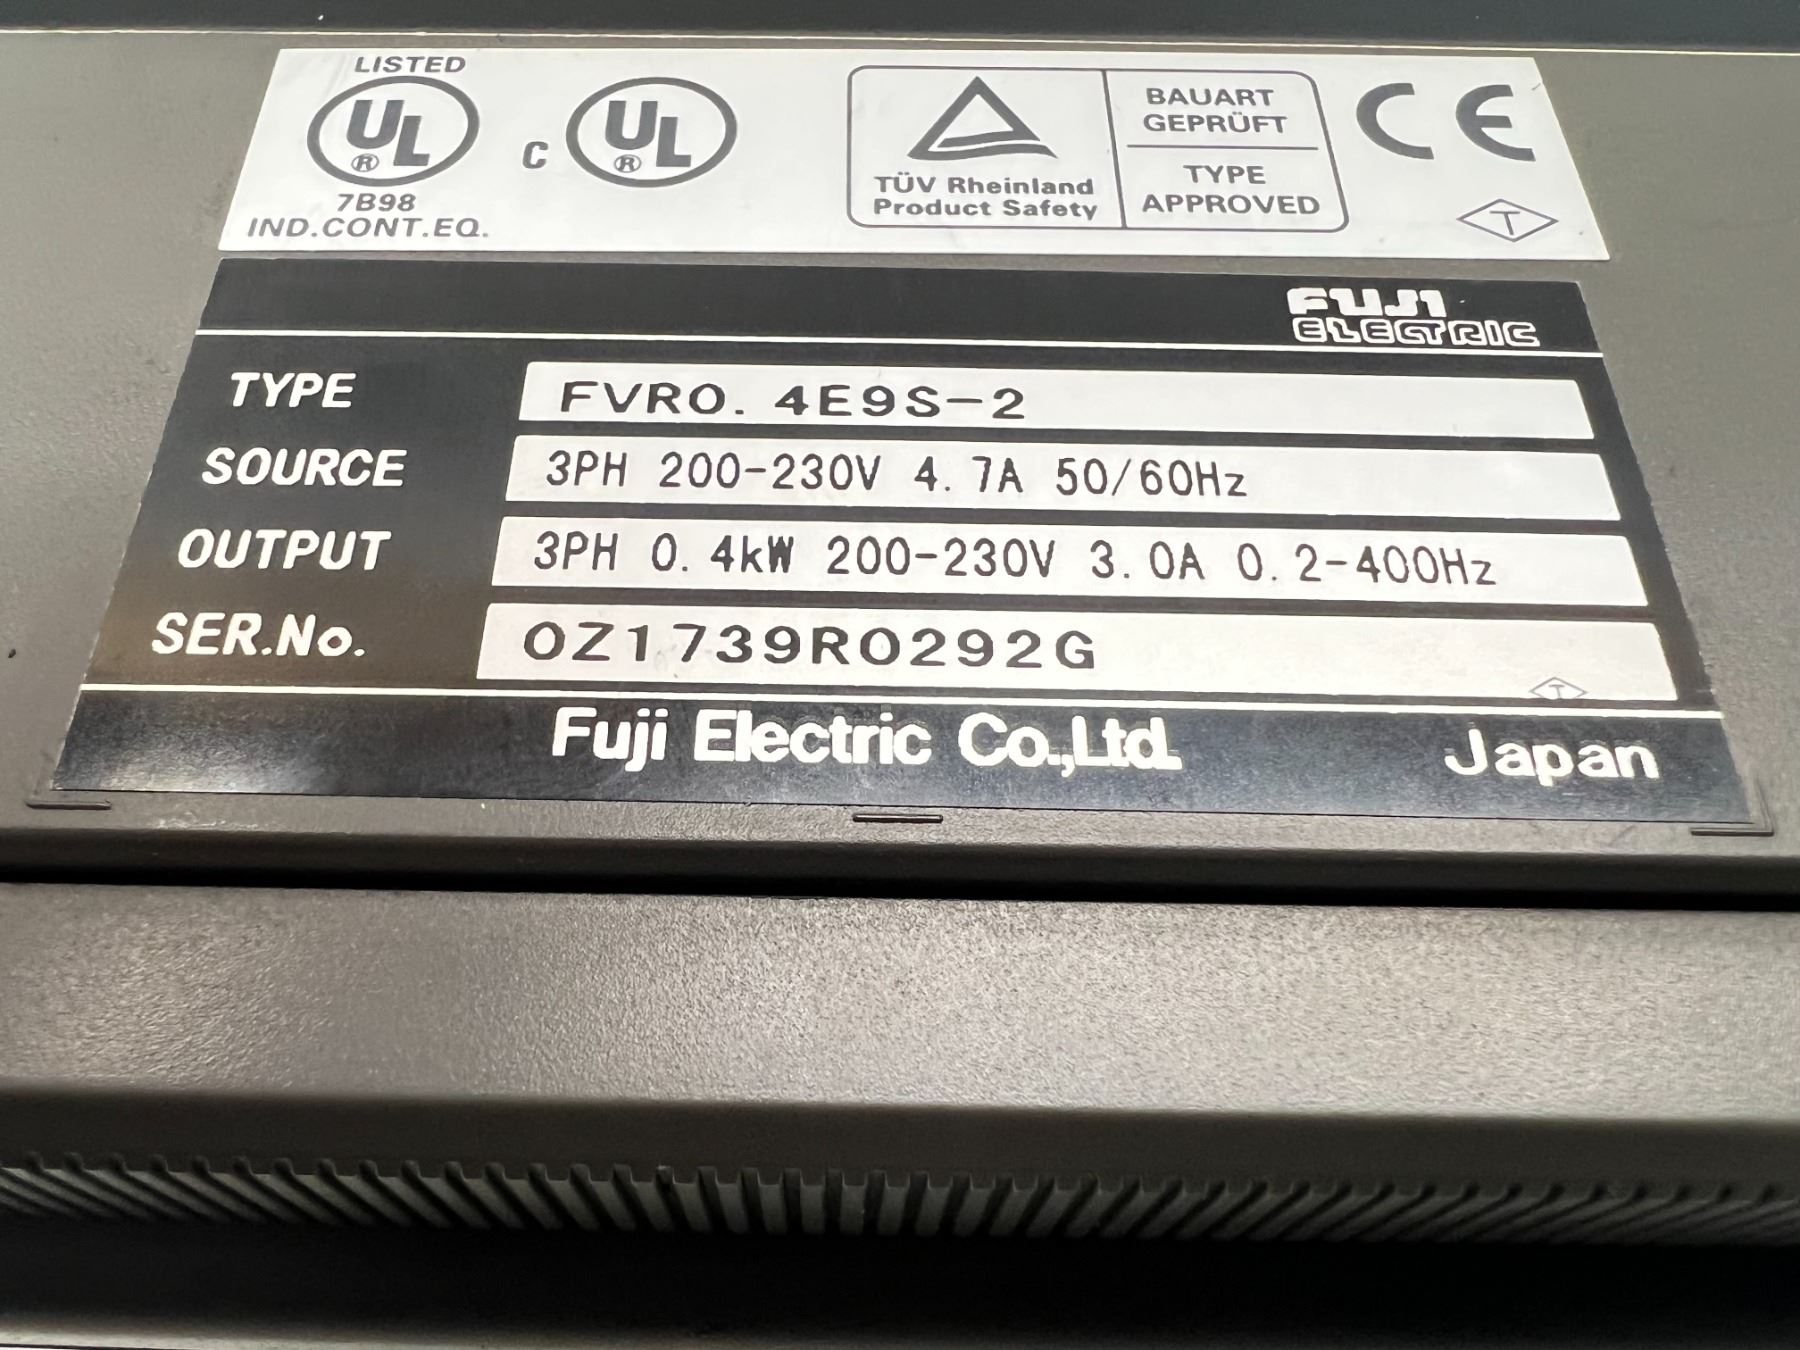 LISTED
UL® C UL®
7B98
IND.CONT.EQ.
TÜV Rheinland
Product Safety
BAUART
GEPRÜFT
TYPE
APPROVED
CE
T
FUJI
ELECTRIC
TYPE FVR0. 4E9S-2
SOURCE 3PH 200-230V 4. 7A 50/60Hz
OUTPUT 3PH 0. 4kW 200-230V 3. 0A 0. 2-400Hz
SER.No. 0Z1739R0292G
T
Fuji Electric Co.,Ltd. Japan